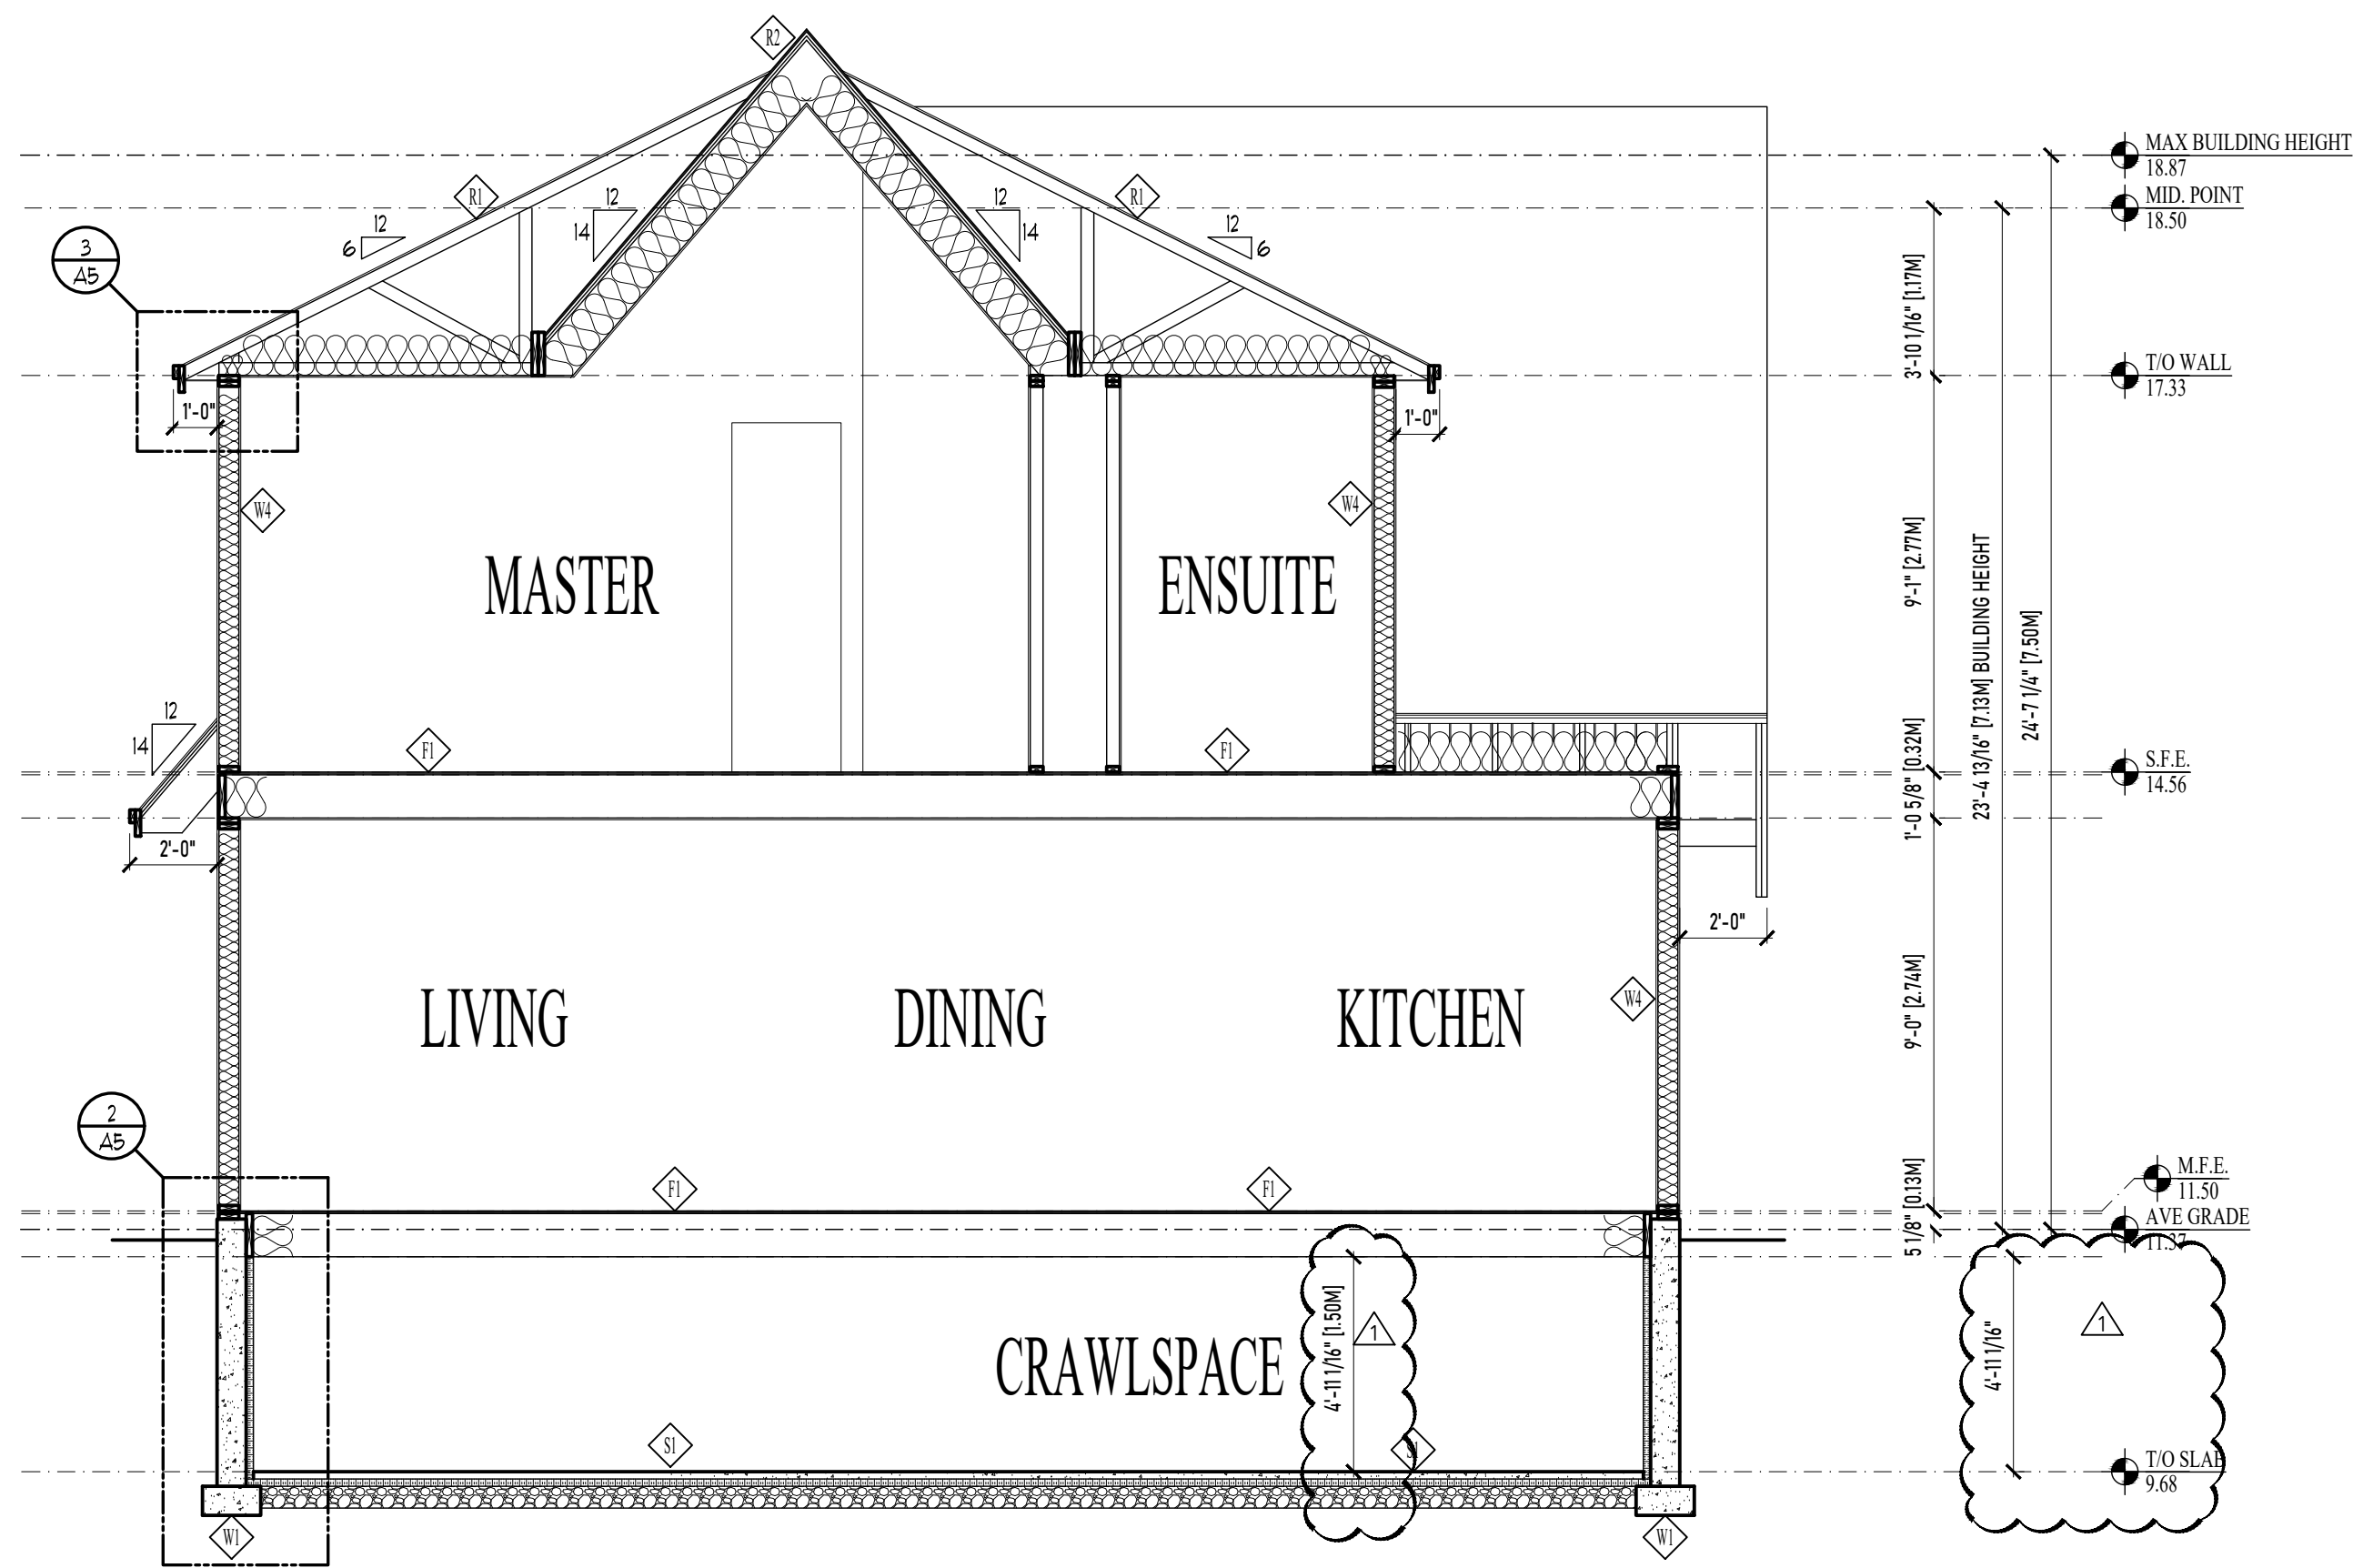 R2
MAX BUILDING HEIGHT
18.87
MID. POINT
18.50
R1
12
14
12
14
R1
12
6
12
6
3
A5
3'-10 1/16" [1.17M]
T/O WALL
17.33
1'-0"
1'-0"
W4
W4
9'-1" [2.77M]
23'-4 13/16" [7.13M] BUILDING HEIGHT
24'-7 1/4" [7.50M]
MASTER
ENSUITE
12
14
F1
F1
1'-0 5/8" [0.32M]
S.F.E.
14.56
2'-0"
2'-0"
LIVING
DINING
KITCHEN
W4
9'-0" [2.74M]
2
A5
F1
F1
M.F.E.
11.50
5 1/8" [0.13M]
AVE GRADE
11.37
CRAWLSPACE
4'-11 1/16" [1.50M]
1
4'-11 1/16"
1
S1
S1
T/O SLAB
9.68
W1
W1